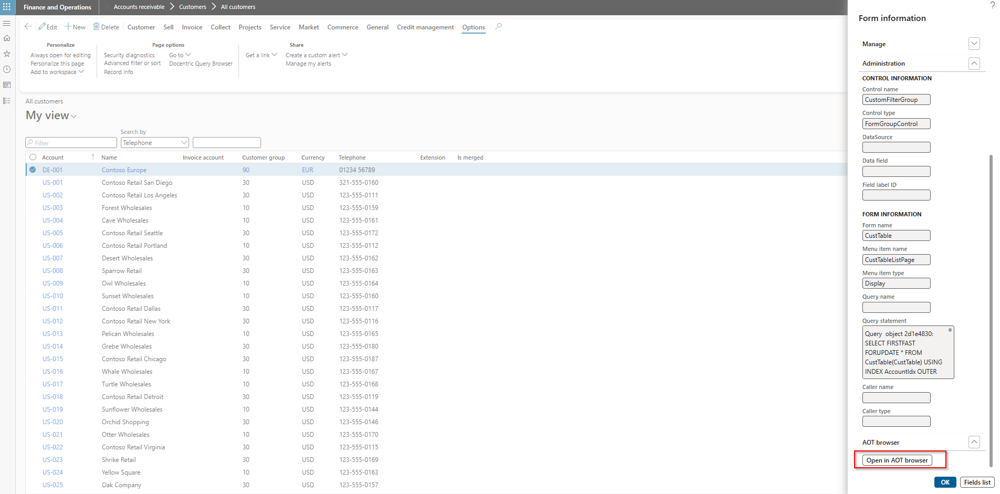 Finance and Operations
Accounts receivable > Customers > All customers
?
Edit New Delete Customer Sell Invoice Collect Projects Service Market Commerce General Credit management Options
Personalize
Always open for editing
Personalize this page
Add to workspace
Page options
Security diagnostics
Advanced filter or sort
Record info
Go to
Docentric Query Browser
Share
Get a link
Create a custom alert
Manage my alerts
All customers
My view
Search by
Filter
Telephone
Account Name Invoice account Customer group Currency Telephone Extension Is merged
DE-001 Contoso Europe 90 EUR 01234 56789
US-001 Contoso Retail San Diego 30 USD 321-555-0160
US-002 Contoso Retail Los Angeles 30 USD 123-555-0111
US-003 Forest Wholesales 10 USD 123-555-0159
US-004 Cave Wholesales 10 USD 123-555-0161
US-005 Contoso Retail Seattle 30 USD 123-555-0172
US-006 Contoso Retail Portland 10 USD 123-555-0112
US-007 Desert Wholesales 30 USD 123-555-0162
US-008 Sparrow Retail 30 USD 123-555-0163
US-009 Owl Wholesales 10 USD 123-555-0164
US-010 Sunset Wholesales 10 USD 123-555-0160
US-011 Contoso Retail Dallas 30 USD 123-555-0117
US-012 Contoso Retail New York 30 USD 123-555-0116
US-013 Pelican Wholesales 10 USD 123-555-0165
US-014 Grebe Wholesales 30 USD 123-555-0180
US-015 Contoso Retail Chicago 30 USD 123-555-0187
US-016 Whale Wholesales 10 USD 123-555-0167
US-017 Turtle Wholesales 10 USD 123-555-0168
US-018 Contoso Retail Detroit 30 USD 123-555-0119
US-019 Sunflower Wholesales 10 USD 123-555-0144
US-020 Orchid Shopping 30 USD 123-555-0146
US-021 Otter Wholesales 10 USD 123-555-0170
US-022 Contoso Retail Virginia 30 USD 123-555-0115
US-023 Shrike Retail 30 USD 123-555-0169
US-024 Yellow Square 10 USD 123-555-0163
US-025 Oak Company 30 USD 123-555-0157
Form information
Manage
Administration
CONTROL INFORMATION
Control name
CustomFilterGroup
Control type
FormGroupControl
DataSource
Data field
Field label ID
FORM INFORMATION
Form name
CustTable
Menu item name
CustTableListPage
Menu item type
Display
Query name
Query statement
Query object 2d1e4830:
SELECT FIRSTFAST
FORUPDATE * FROM
CustTable(CustTable) USING
INDEX AccountIdx OUTER
Caller name
Caller type
AOT browser
Open in AOT browser
OK
Fields list